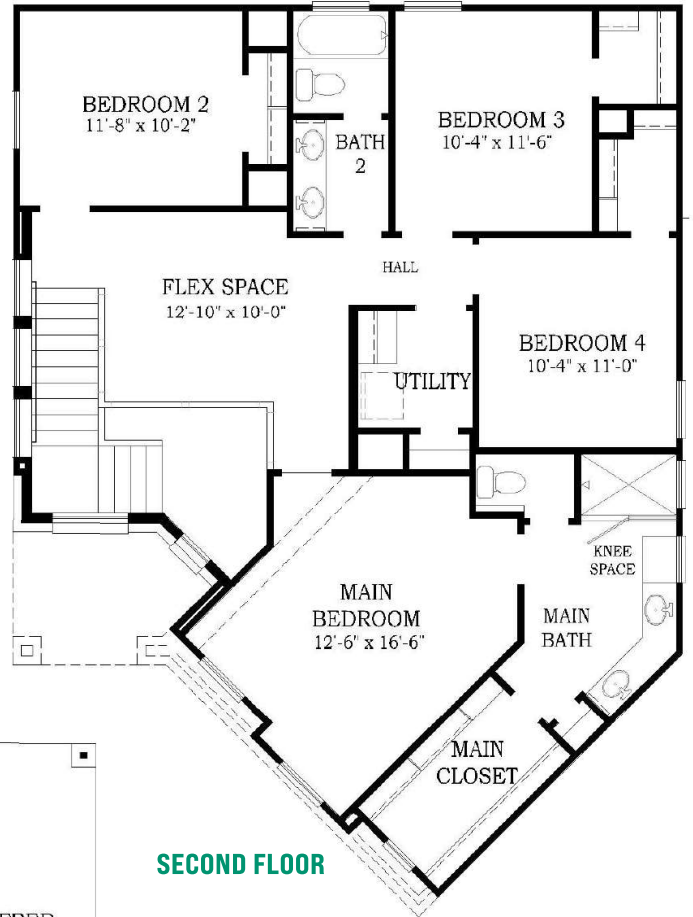 BEDROOM 2
11'-8" x 10'-2"
BATH
2
BEDROOM 3
10'-4" x 11'-6"
HALL
FLEX SPACE
12'-10" x 10'-0"
BEDROOM 4
10'-4" x 11'-0"
UTILITY
KNEE
SPACE
MAIN
BEDROOM
12'-6" x 16'-6"
MAIN
BATH
MAIN
CLOSET
SECOND FLOOR